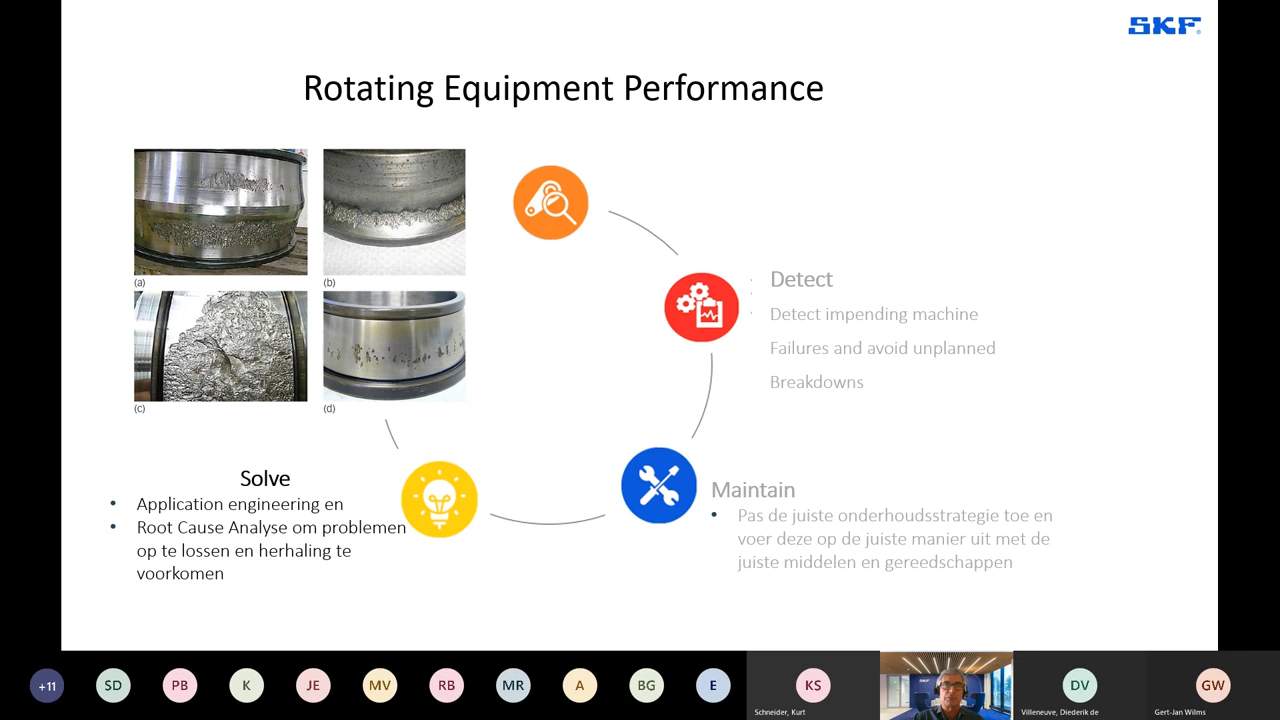 SKF
Rotating Equipment Performance
(a)
(b)
(c)
(d)
Detect
Detect impending machine
Failures and avoid unplanned
Breakdowns
Solve
• Application engineering en
• Root Cause Analyse om problemen
op te lossen en herhaling te
voorkomen
Maintain
• Pas de juiste onderhoudsstrategie toe en
voer deze op de juiste manier uit met de
juiste middelen en gereedschappen
+11
SD
PB
K
JE
MV
RB
MR
A
BG
E
KS
Schneider, Kurt
SKF
DV
Villeneuve, Diederik de
GW
Gert-Jan Wilms